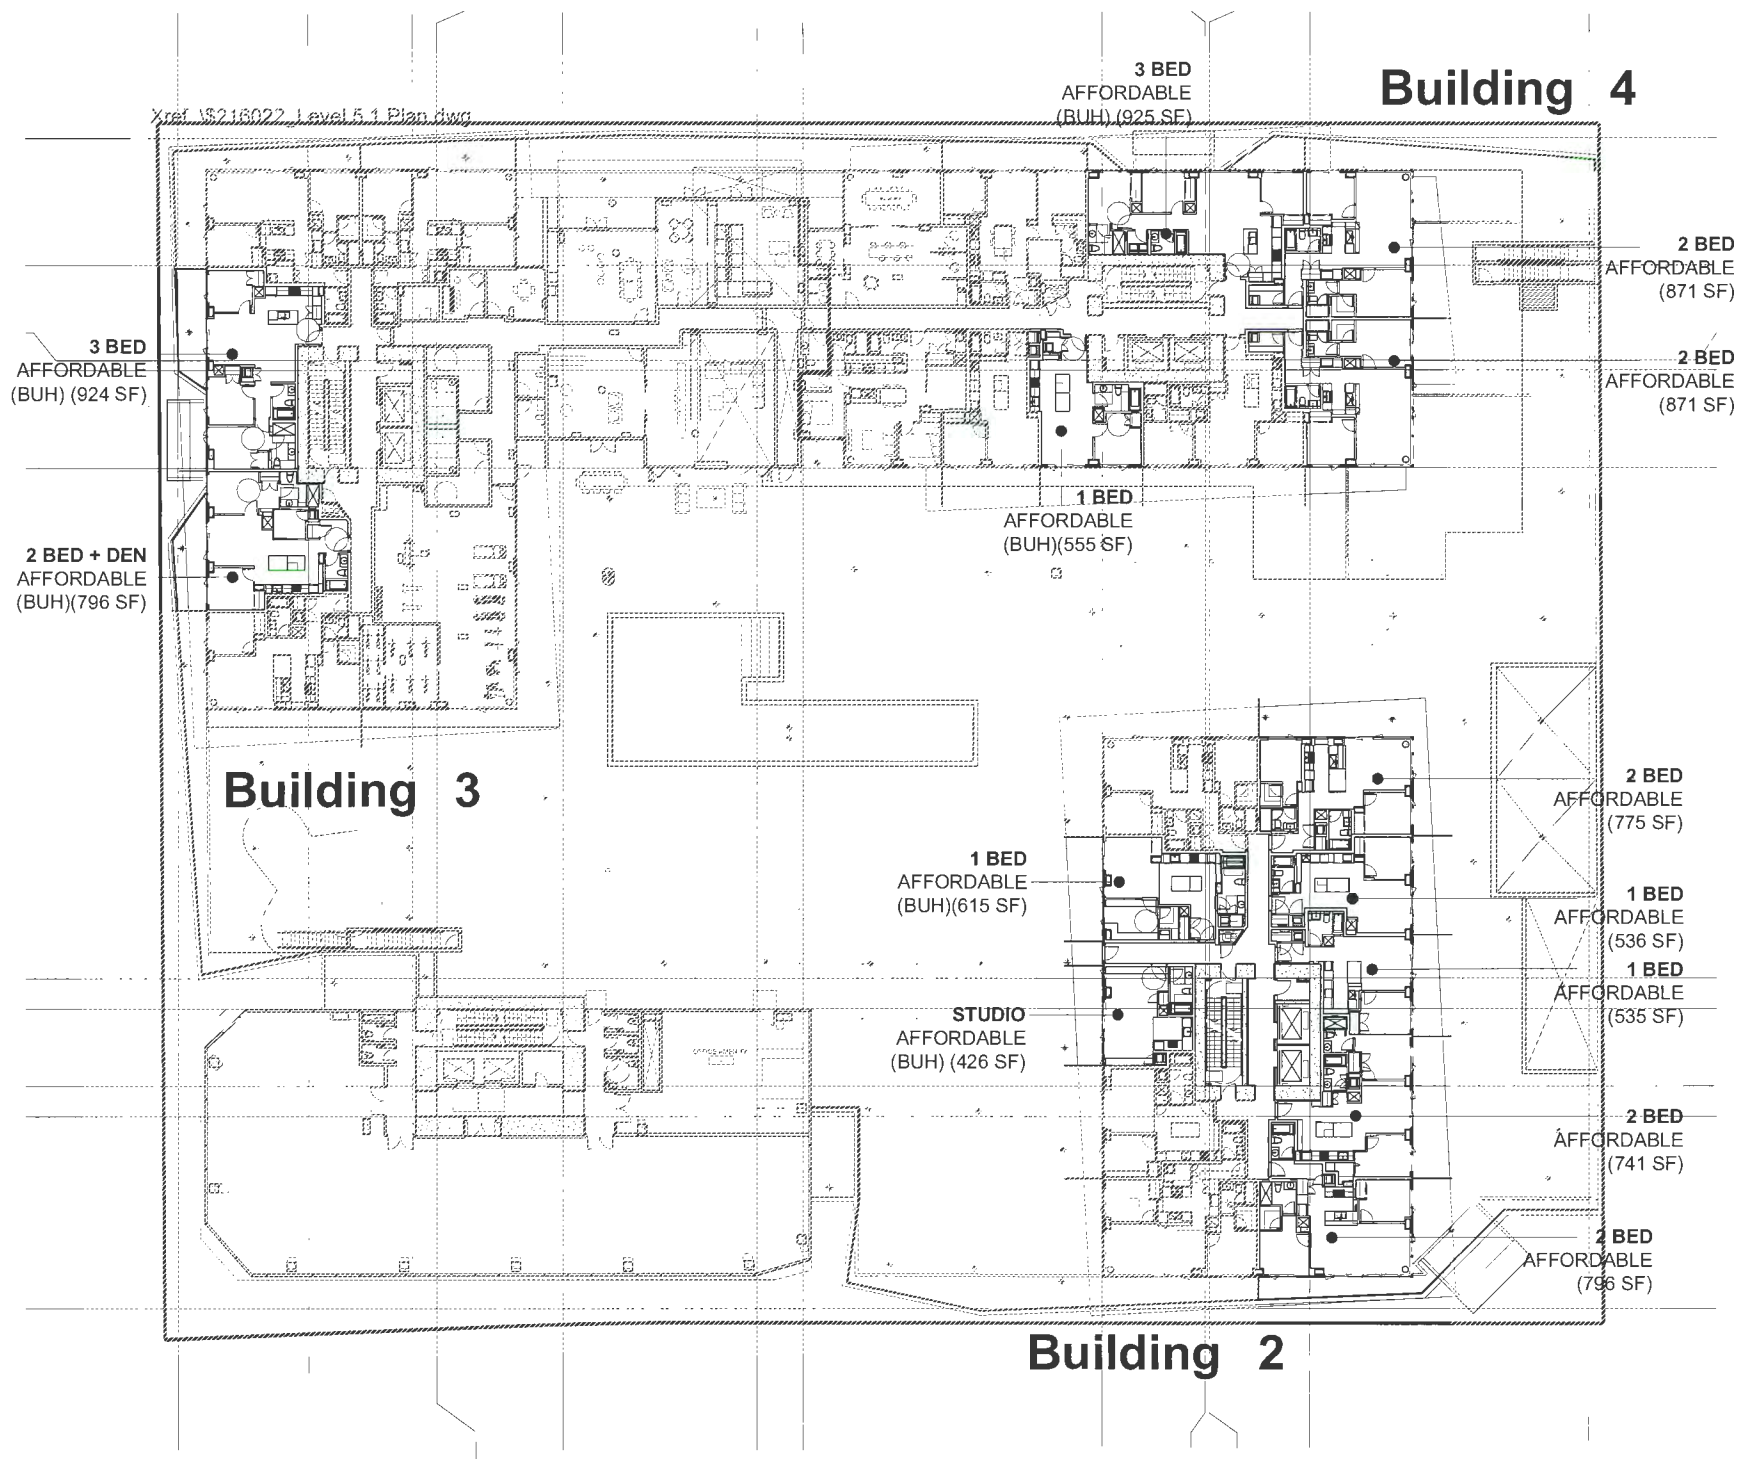 3 BED
AFFORDABLE
(BUH) (925 SF)
Building 4
Xref .\$216022_Level 5.1 Plan.dwg
2 BED
AFFORDABLE
(871 SF)
3 BED
AFFORDABLE
(BUH) (924 SF)
2 BED
AFFORDABLE
(871 SF)
1 BED
AFFORDABLE
(BUH)(555 SF)
2 BED + DEN
AFFORDABLE
(BUH)(796 SF)
Building 3
2 BED
AFFORDABLE
(775 SF)
1 BED
AFFORDABLE
(BUH)(615 SF)
1 BED
AFFORDABLE
(536 SF)
1 BED
AFFORDABLE
(535 SF)
STUDIO
AFFORDABLE
(BUH) (426 SF)
2 BED
AFFORDABLE
(741 SF)
2 BED
AFFORDABLE
(796 SF)
Building 2